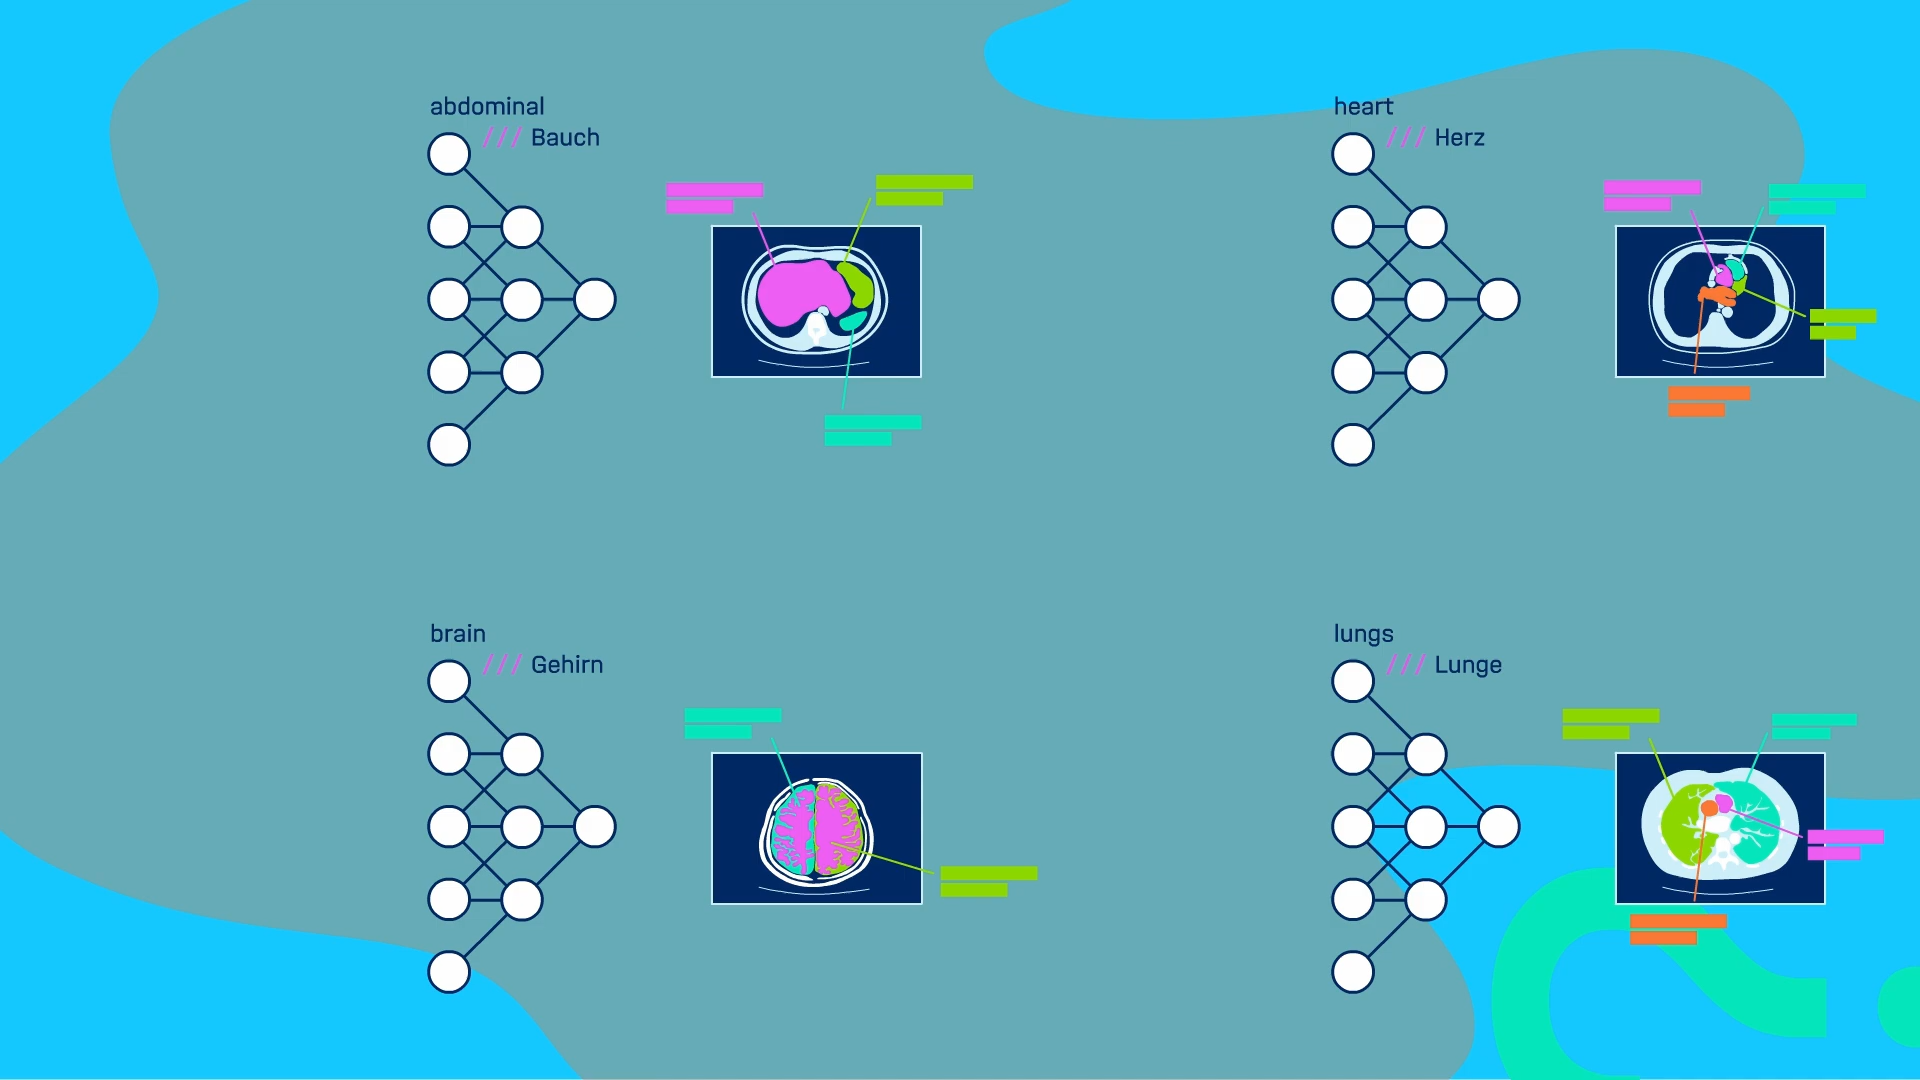 abdominal
/// Bauch
heart
/// Herz
brain
/// Gehirn
lungs
/// Lunge